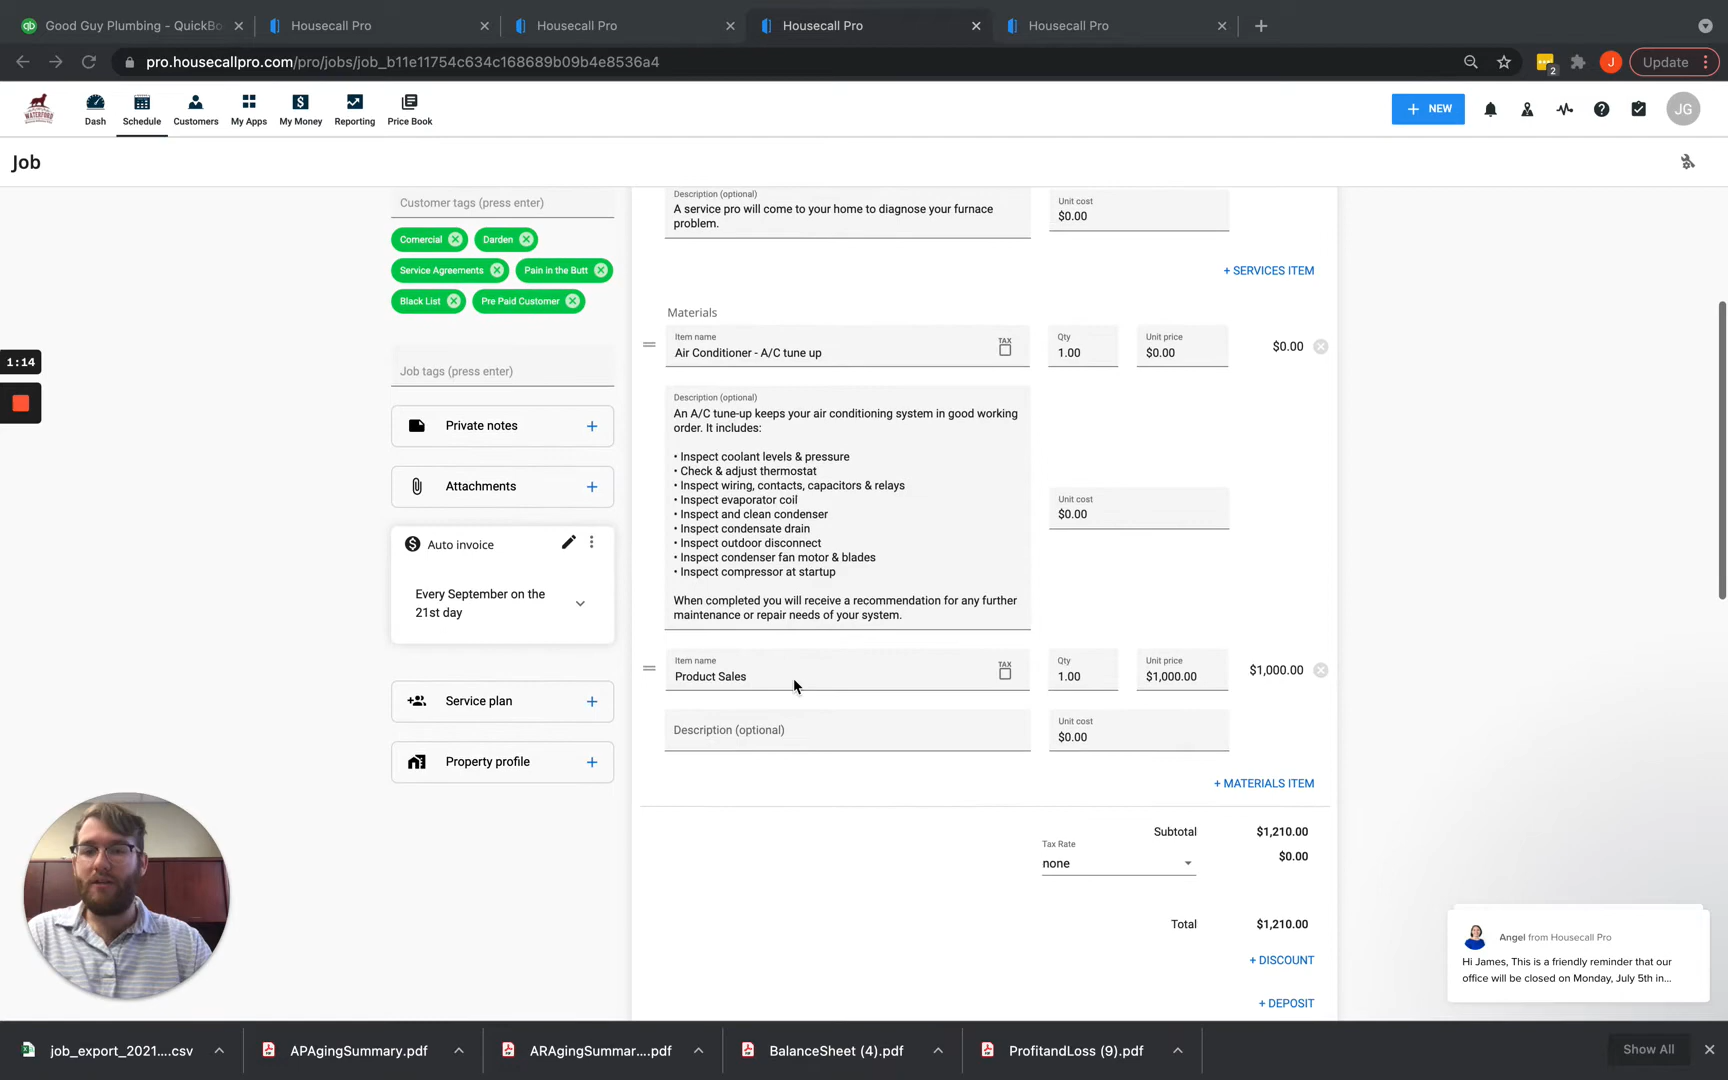 Good Guy Plumbing - QuickBo
Housecall Pro
Housecall Pro
Housecall Pro
Housecall Pro
pro.housecallpro.com/pro/jobs/job_b11e11754c634c168689b09b4e8536a4
2
J
Update
WATERFORD
Dash
Schedule
Customers
My Apps
My Money
Reporting
Price Book
NEW
JG
Job
Customer tags (press enter)
Comercial
Darden
Service Agreements
Pain in the Butt
Black List
Pre Paid Customer
Job tags (press enter)
Private notes
Attachments
Auto invoice
Every September on the
21st day
Service plan
Property profile
1:14
Description (optional)
A service pro will come to your home to diagnose your furnace
problem.
Unit cost
$0.00
+ SERVICES ITEM
Materials
Item name
Air Conditioner - A/C tune up
TAX
Qty
1.00
Unit price
$0.00
$0.00
Description (optional)
An A/C tune-up keeps your air conditioning system in good working
order. It includes:
• Inspect coolant levels & pressure
• Check & adjust thermostat
• Inspect wiring, contacts, capacitors & relays
• Inspect evaporator coil
• Inspect and clean condenser
• Inspect condensate drain
• Inspect outdoor disconnect
• Inspect condenser fan motor & blades
• Inspect compressor at startup
When completed you will receive a recommendation for any further
maintenance or repair needs of your system.
Unit cost
$0.00
Item name
Product Sales
TAX
Qty
1.00
Unit price
$1,000.00
$1,000.00
Description (optional)
Unit cost
$0.00
+ MATERIALS ITEM
Subtotal
$1,210.00
Tax Rate
none
$0.00
Total
$1,210.00
+ DISCOUNT
+ DEPOSIT
Angel from Housecall Pro
Hi James, This is a friendly reminder that our
office will be closed on Monday, July 5th in...
job_export_2021....csv
APAgingSummary.pdf
ARAgingSummar....pdf
BalanceSheet (4).pdf
ProfitandLoss (9).pdf
Show All